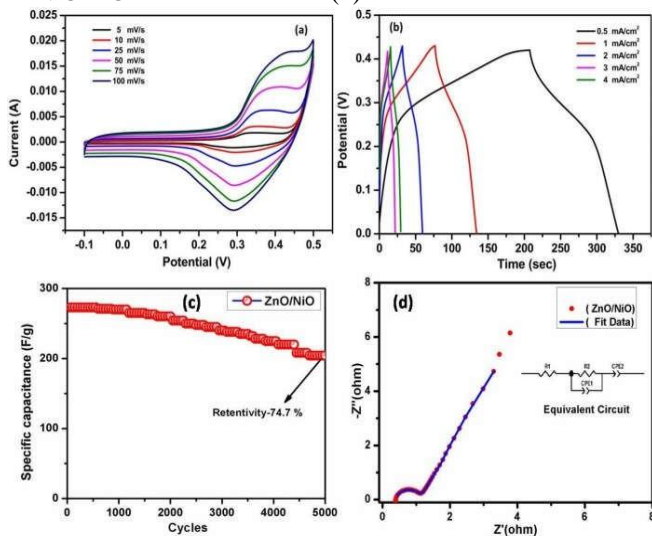 (a)
5 mV/s
10 mV/s
25 mV/s
50 mV/s
75 mV/s
100 mV/s
0.025
0.020
0.015
0.010
0.005
0.000
-0.005
-0.010
-0.015
Current (A)
-0.1 0.0 0.1 0.2 0.3 0.4 0.5
Potential (V)
(b)
0.5 mA/cm²
1 mA/cm²
2 mA/cm²
3 mA/cm²
4 mA/cm²
0.5
0.4
0.3
0.2
0.1
0.0
Potential (V)
0 50 100 150 200 250 300 350
Time (sec)
(c)
ZnO/NiO
300
200
100
0
Specific capacitance (F/g)
Retentivity-74.7 %
0 1000 2000 3000 4000 5000
Cycles
(d)
( ZnO/NiO)
( Fit Data)
8
6
4
2
0
-Z''(ohm)
R1 R2 CPE2
CPE1
Equivalent Circuit
0 2 4 6 8
Z'(ohm)